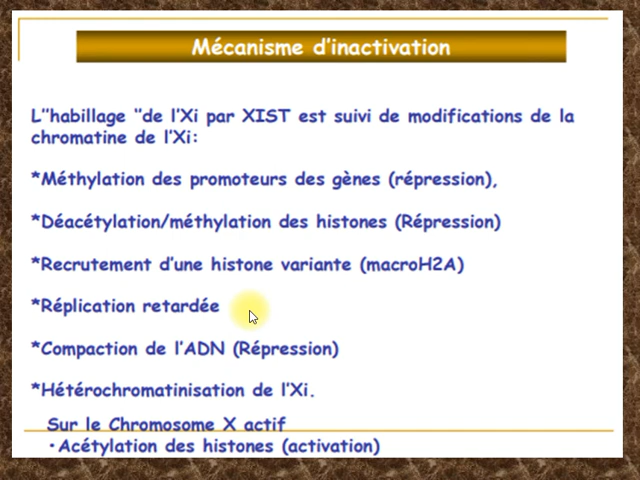 Mécanisme d’inactivation
L’’habillage ‘‘de l’Xi par XIST est suivi de modifications de la
chromatine de l’Xi:
*Méthylation des promoteurs des gènes (répression),
*Déacétylation/méthylation des histones (Répression)
*Recrutement d’une histone variante (macroH2A)
*Réplication retardée
*Compaction de l’ADN (Répression)
*Hétérochromatinisation de l’Xi.
Sur le Chromosome X actif
•Acétylation des histones (activation)